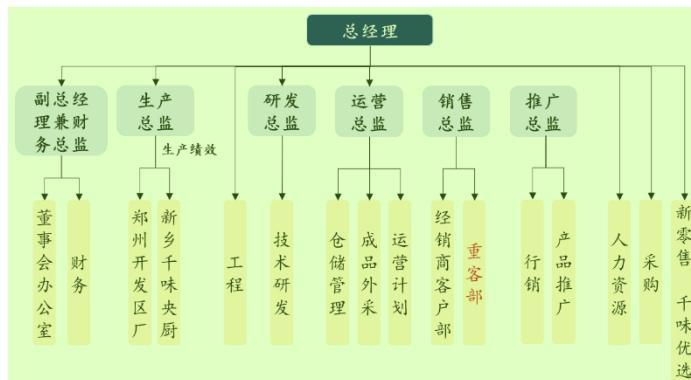 总经理
副总经
理兼财
务总监
生产
总监
研发
总监
运营
总监
销售
总监
推广
总监
生产绩效
董事会办公室
财务
郑州开发区厂
新乡千味央厨
工程
技术研发
仓储管理
成品外采
运营计划
经销商客户部
重客部
行销
产品推广
人力资源
采购
新零售 千味优选